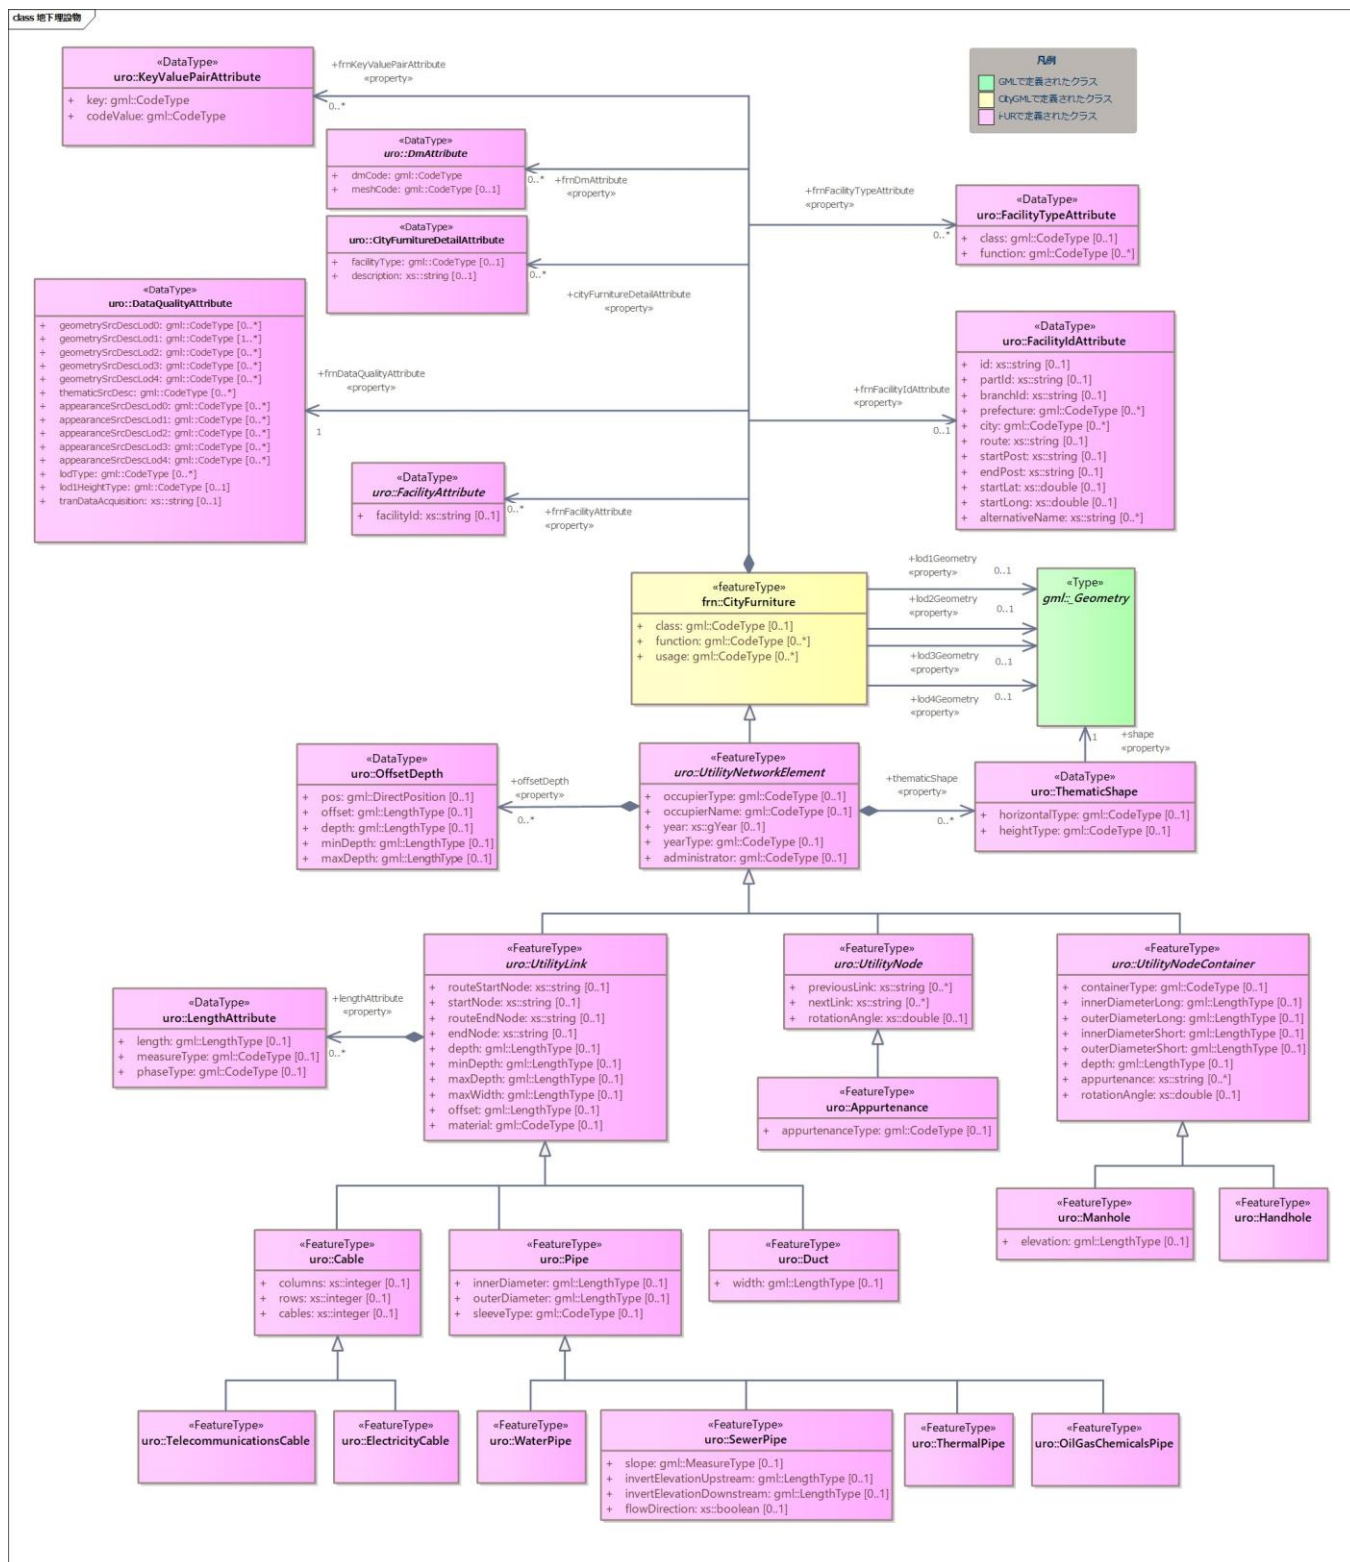 class 地下埋設物
凡例
GMLで定義されたクラス
CityGMLで定義されたクラス
i-URで定義されたクラス
«DataType»
uro::KeyValuePairAttribute
+ key: gml::CodeType
+ codeValue: gml::CodeType
+frnKeyValuePairAttribute
«property»
0..*
«DataType»
uro::DmAttribute
+ dmCode: gml::CodeType
+ meshCode: gml::CodeType [0..1]
0..*
+frnDmAttribute
«property»
+frnFacilityTypeAttribute
«property»
0..*
«DataType»
uro::FacilityTypeAttribute
+ class: gml::CodeType [0..1]
+ function: gml::CodeType [0..*]
«DataType»
uro::CityFurnitureDetailAttribute
+ facilityType: gml::CodeType [0..1]
+ description: xs::string [0..1]
0..*
+cityFurnitureDetailAttribute
«property»
«DataType»
uro::DataQualityAttribute
+ geometrySrcDescLod0: gml::CodeType [0..*]
+ geometrySrcDescLod1: gml::CodeType [1..*]
+ geometrySrcDescLod2: gml::CodeType [0..*]
+ geometrySrcDescLod3: gml::CodeType [0..*]
+ geometrySrcDescLod4: gml::CodeType [0..*]
+ thematicSrcDesc: gml::CodeType [0..*]
+ appearanceSrcDescLod0: gml::CodeType [0..*]
+ appearanceSrcDescLod1: gml::CodeType [0..*]
+ appearanceSrcDescLod2: gml::CodeType [0..*]
+ appearanceSrcDescLod3: gml::CodeType [0..*]
+ appearanceSrcDescLod4: gml::CodeType [0..*]
+ lodType: gml::CodeType [0..*]
+ lod1HeightType: gml::CodeType [0..1]
+ tranDataAcquisition: xs::string [0..1]
+frnDataQualityAttribute
«property»
1
«DataType»
uro::FacilityIdAttribute
+ id: xs::string [0..1]
+ partId: xs::string [0..1]
+ branchId: xs::string [0..1]
+ prefecture: gml::CodeType [0..*]
+ city: gml::CodeType [0..*]
+ route: xs::string [0..1]
+ startPost: xs::string [0..1]
+ endPost: xs::string [0..1]
+ startLat: xs::double [0..1]
+ startLong: xs::double [0..1]
+ alternativeName: xs::string [0..*]
+frnFacilityIdAttribute
«property»
0..1
«DataType»
uro::FacilityAttribute
+ facilityId: xs::string [0..1]
0..*
+frnFacilityAttribute
«property»
«featureType»
frn::CityFurniture
+ class: gml::CodeType [0..1]
+ function: gml::CodeType [0..*]
+ usage: gml::CodeType [0..*]
+lod1Geometry
«property»
0..1
+lod2Geometry
«property»
0..1
+lod3Geometry
«property»
0..1
+lod4Geometry
«property»
0..1
«Type»
gml::_Geometry
1
+shape
«property»
«DataType»
uro::OffsetDepth
+ pos: gml::DirectPosition [0..1]
+ offset: gml::LengthType [0..1]
+ depth: gml::LengthType [0..1]
+ minDepth: gml::LengthType [0..1]
+ maxDepth: gml::LengthType [0..1]
+offsetDepth
«property»
0..*
«FeatureType»
uro::UtilityNetworkElement
+ occupierType: gml::CodeType [0..1]
+ occupierName: gml::CodeType [0..1]
+ year: xs::gYear [0..1]
+ yearType: gml::CodeType [0..1]
+ administrator: gml::CodeType [0..1]
+thematicShape
«property»
0..*
«DataType»
uro::ThematicShape
+ horizontalType: gml::CodeType [0..1]
+ heightType: gml::CodeType [0..1]
«DataType»
uro::LengthAttribute
+ length: gml::LengthType [0..1]
+ measureType: gml::CodeType [0..1]
+ phaseType: gml::CodeType [0..1]
+lengthAttribute
«property»
0..*
«FeatureType»
uro::UtilityLink
+ routeStartNode: xs::string [0..1]
+ startNode: xs::string [0..1]
+ routeEndNode: xs::string [0..1]
+ endNode: xs::string [0..1]
+ depth: gml::LengthType [0..1]
+ minDepth: gml::LengthType [0..1]
+ maxDepth: gml::LengthType [0..1]
+ maxWidth: gml::LengthType [0..1]
+ offset: gml::LengthType [0..1]
+ material: gml::CodeType [0..1]
«FeatureType»
uro::UtilityNode
+ previousLink: xs::string [0..*]
+ nextLink: xs::string [0..*]
+ rotationAngle: xs::double [0..1]
«FeatureType»
uro::Appurtenance
+ appurtenanceType: gml::CodeType [0..1]
«FeatureType»
uro::UtilityNodeContainer
+ containerType: gml::CodeType [0..1]
+ innerDiameterLong: gml::LengthType [0..1]
+ outerDiameterLong: gml::LengthType [0..1]
+ innerDiameterShort: gml::LengthType [0..1]
+ outerDiameterShort: gml::LengthType [0..1]
+ depth: gml::LengthType [0..1]
+ appurtenance: xs::string [0..*]
+ rotationAngle: xs::double [0..1]
«FeatureType»
uro::Manhole
+ elevation: gml::LengthType [0..1]
«FeatureType»
uro::Handhole
«FeatureType»
uro::Cable
+ columns: xs::integer [0..1]
+ rows: xs::integer [0..1]
+ cables: xs::integer [0..1]
«FeatureType»
uro::Pipe
+ innerDiameter: gml::LengthType [0..1]
+ outerDiameter: gml::LengthType [0..1]
+ sleeveType: gml::CodeType [0..1]
«FeatureType»
uro::Duct
+ width: gml::LengthType [0..1]
«FeatureType»
uro::TelecommunicationsCable
«FeatureType»
uro::ElectricityCable
«FeatureType»
uro::WaterPipe
«FeatureType»
uro::SewerPipe
+ slope: gml::MeasureType [0..1]
+ invertElevationUpstream: gml::LengthType [0..1]
+ invertElevationDownstream: gml::LengthType [0..1]
+ flowDirection: xs::boolean [0..1]
«FeatureType»
uro::ThermalPipe
«FeatureType»
uro::OilGasChemicalsPipe